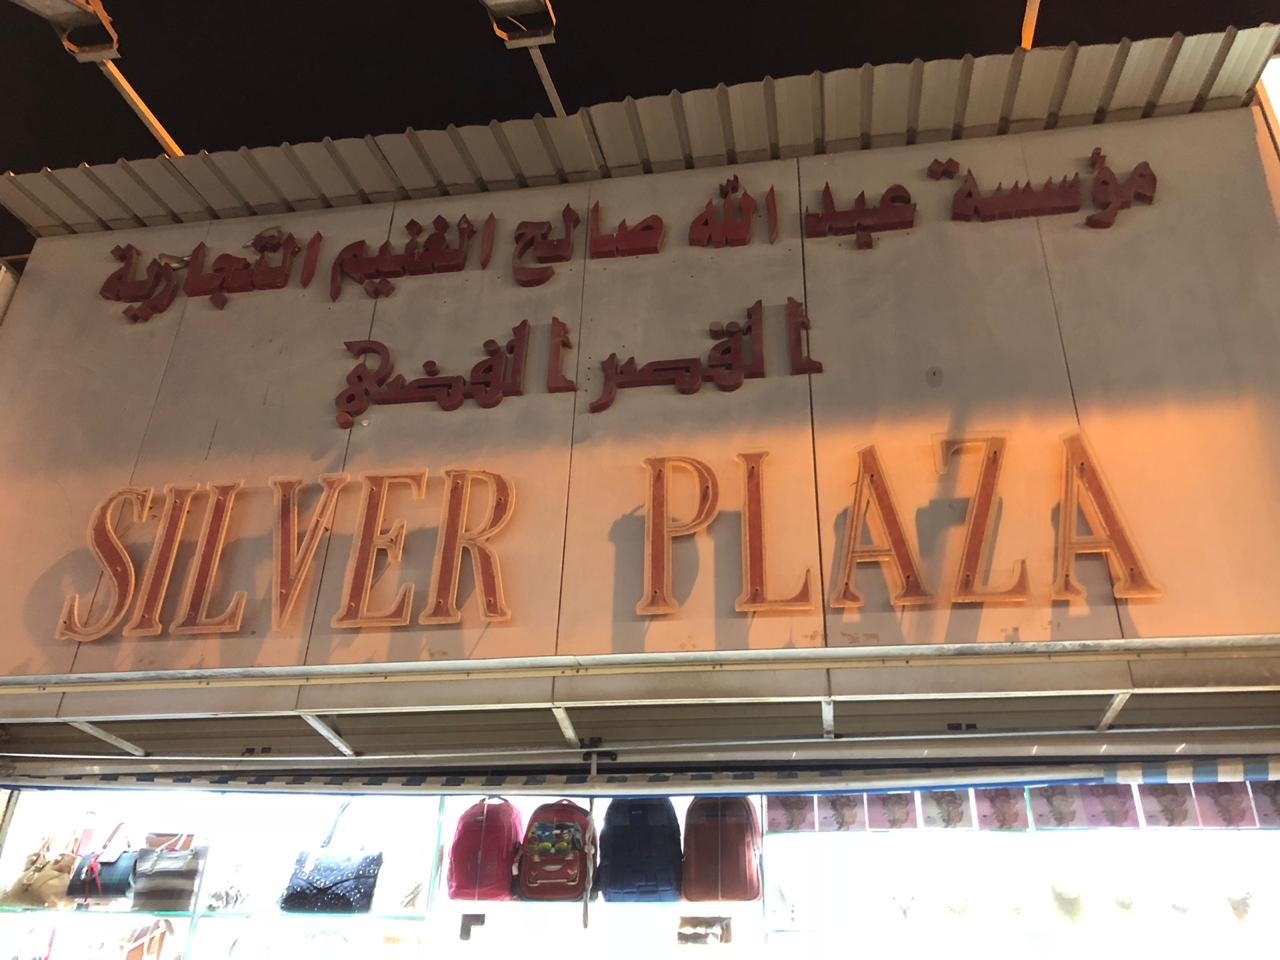 مؤسسة عبد الله صالح الغنيم التجارية
القصر الفضي
SILVER PLAZA